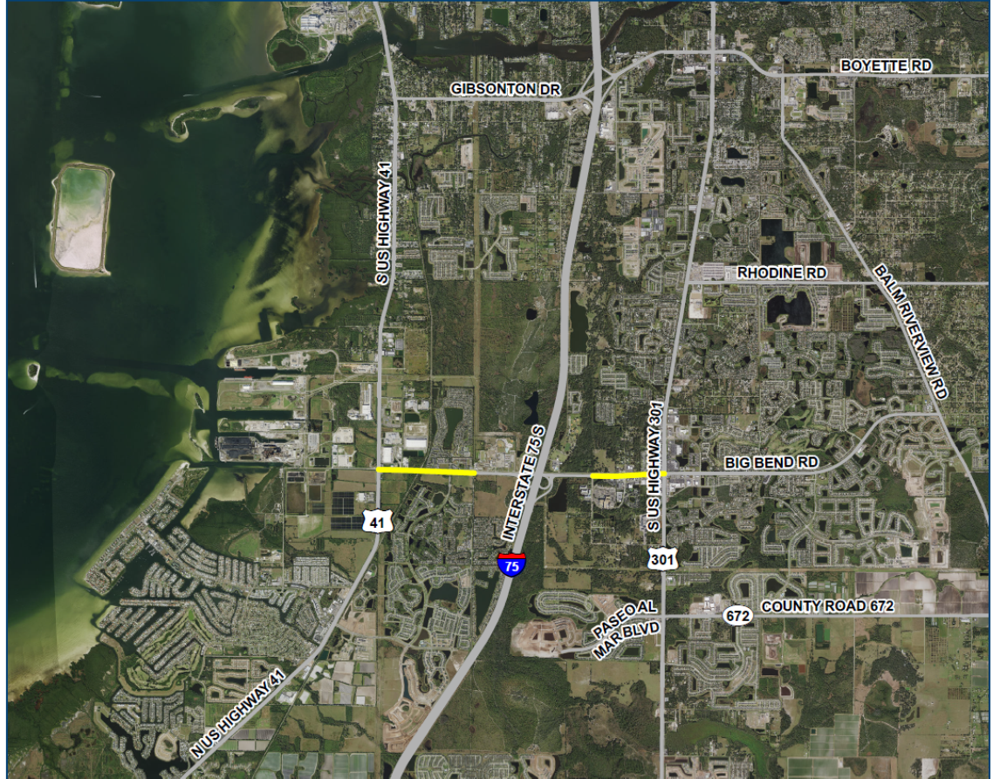 BOYETTE RD
GIBSONTON DR
S US HIGHWAY 41
RHODINE RD
BALM RIVERVIEW RD
S US HIGHWAY 301
BIG BEND RD
INTERSTATE 75 S
41
301
75
PASEO AL
MAR BLVD
672
COUNTY ROAD 672
N US HIGHWAY 41